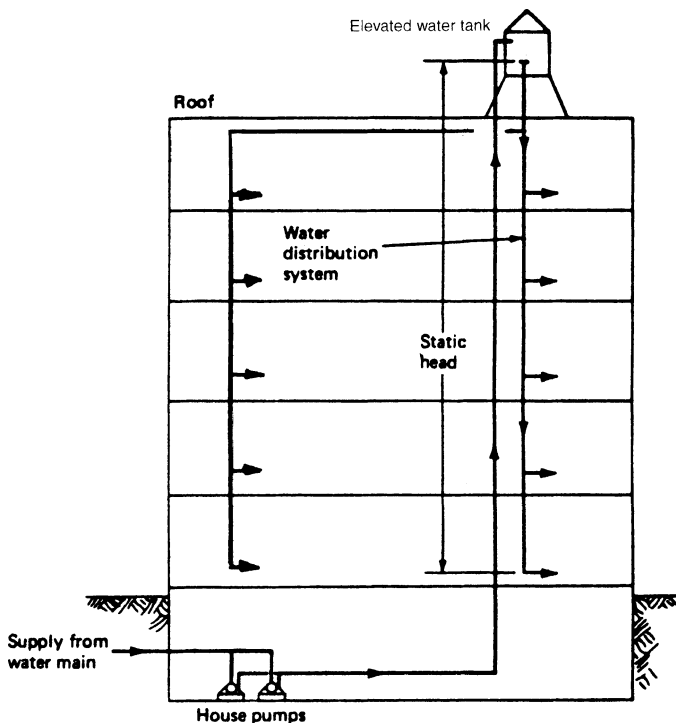 Elevated water tank
Roof
Water
distribution
system
Static
head
Supply from
water main
House pumps